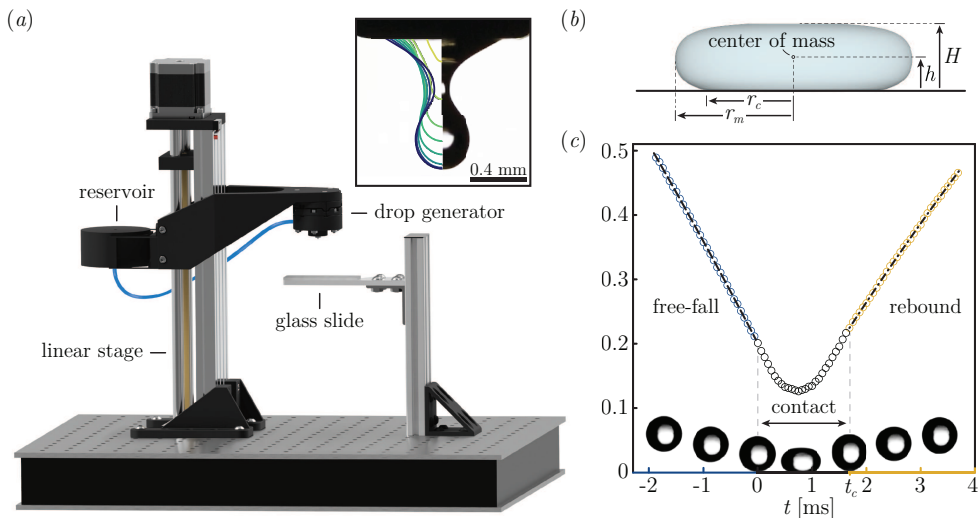 (a)
reservoir
drop generator
glass slide
linear stage
0.4 mm
(b)
center of mass
H
h
r_c
r_m
(c)
0.5
0.4
0.3
0.2
0.1
0
free-fall
rebound
contact
-2
-1
0
1
t_c
2
3
4
t [ms]